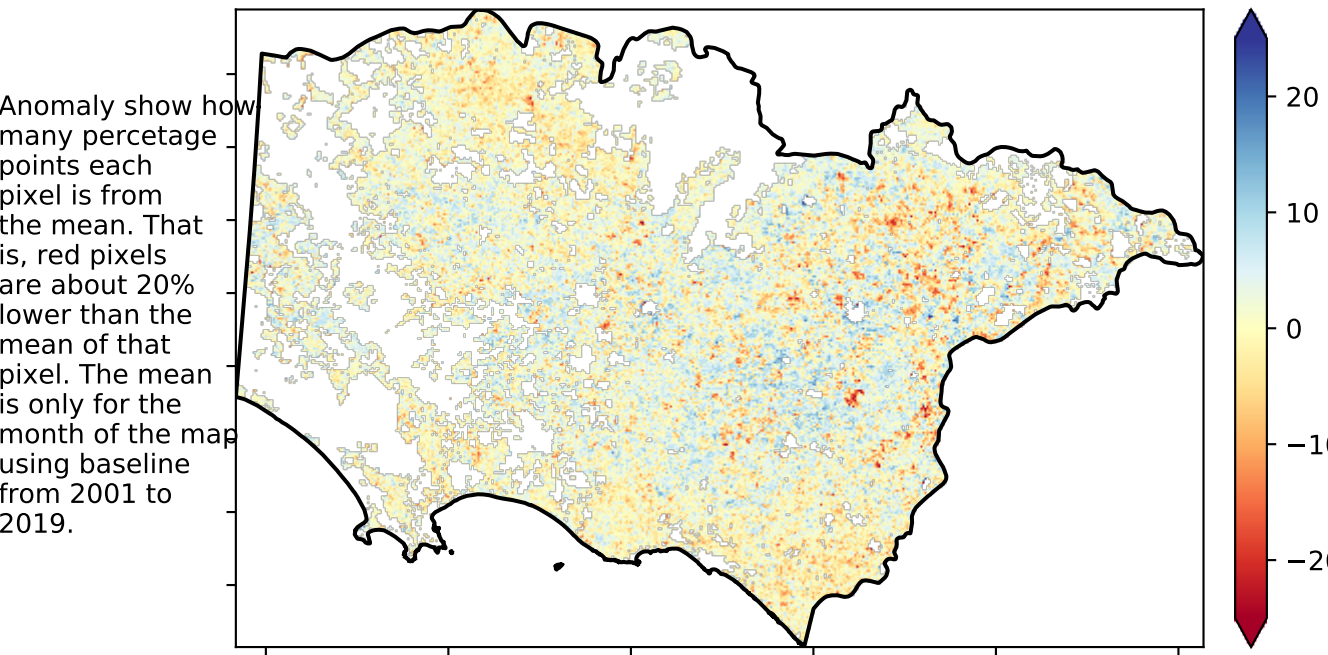 Anomaly show how
many percetage
points each
pixel is from
the mean. That
is, red pixels
are about 20%
lower than the
mean of that
pixel. The mean
is only for the
month of the map
using baseline
from 2001 to
2019.
20
10
0
−10
−20